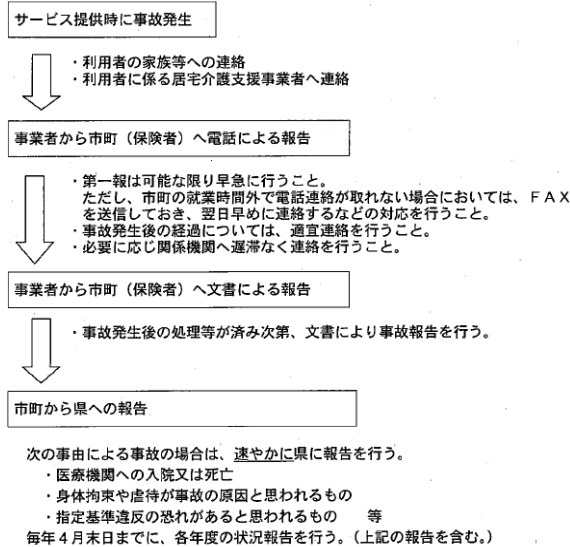 サービス提供時に事故発生
・利用者の家族等への連絡
・利用者に係る居宅介護支援事業者へ連絡
事業者から市町（保険者）へ電話による報告
・第一報は可能な限り早急に行うこと。
ただし、市町の就業時間外で電話連絡が取れない場合においては、ＦＡＸ
を送信しておき、翌日早めに連絡するなどの対応を行うこと。
・事故発生後の経過については、適宜連絡を行うこと。
・必要に応じ関係機関へ遅滞なく連絡を行うこと。
事業者から市町（保険者）へ文書による報告
・事故発生後の処理等が済み次第、文書により事故報告を行う。
市町から県への報告
次の事由による事故の場合は、速やかに県に報告を行う。
・医療機関への入院又は死亡
・身体拘束や虐待が事故の原因と思われるもの
・指定基準違反の恐れがあると思われるもの　等
毎年４月末日までに、各年度の状況報告を行う。（上記の報告を含む。）